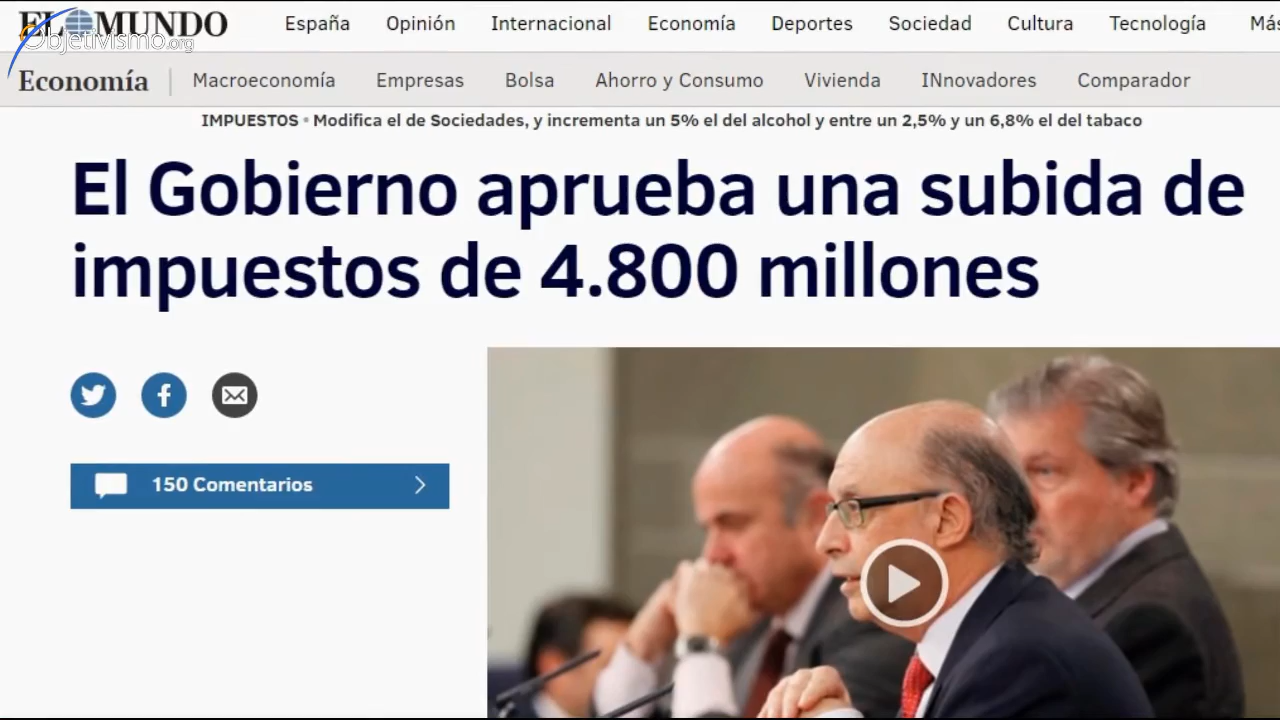 EL MUNDO
Objetivismo.org
España Opinión Internacional Economía Deportes Sociedad Cultura Tecnología Más
Economía Macroeconomía Empresas Bolsa Ahorro y Consumo Vivienda INnovadores Comparador
IMPUESTOS • Modifica el de Sociedades, y incrementa un 5% el del alcohol y entre un 2,5% y un 6,8% el del tabaco
El Gobierno aprueba una subida de
impuestos de 4.800 millones
150 Comentarios